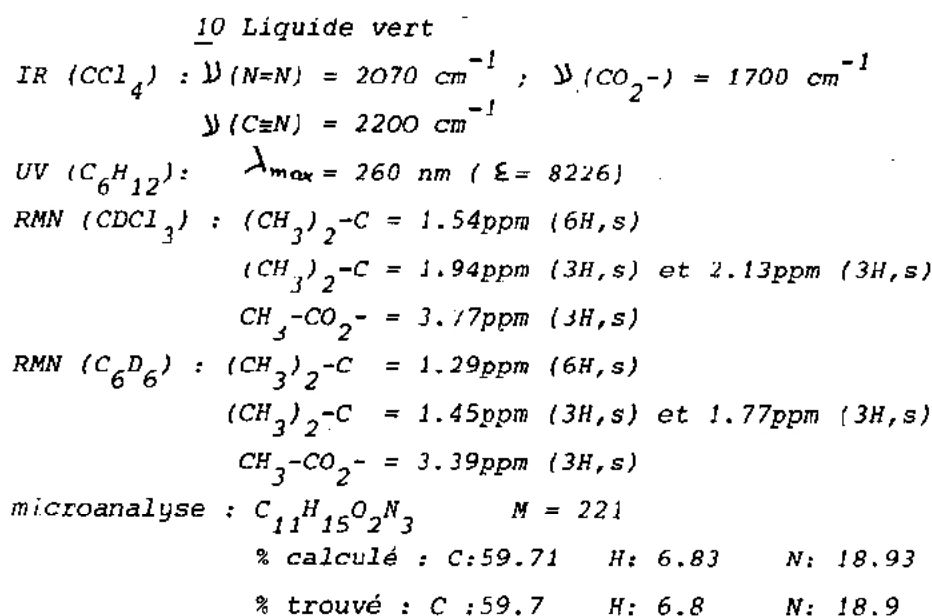 10 Liquide vert
IR (CCl4) : ν(N=N) = 2070 cm-1 ; ν(CO2-) = 1700 cm-1
ν(C≡N) = 2200 cm-1
UV (C6H12): λmax = 260 nm ( ε= 8226)
RMN (CDCl3) : (CH3)2-C = 1.54ppm (6H,s)
(CH3)2-C = 1.94ppm (3H,s) et 2.13ppm (3H,s)
CH3-CO2- = 3.77ppm (3H,s)
RMN (C6D6) : (CH3)2-C = 1.29ppm (6H,s)
(CH3)2-C = 1.45ppm (3H,s) et 1.77ppm (3H,s)
CH3-CO2- = 3.39ppm (3H,s)
microanalyse : C11H15O2N3 M = 221
% calculé : C:59.71 H: 6.83 N: 18.93
% trouvé : C :59.7 H: 6.8 N: 18.9